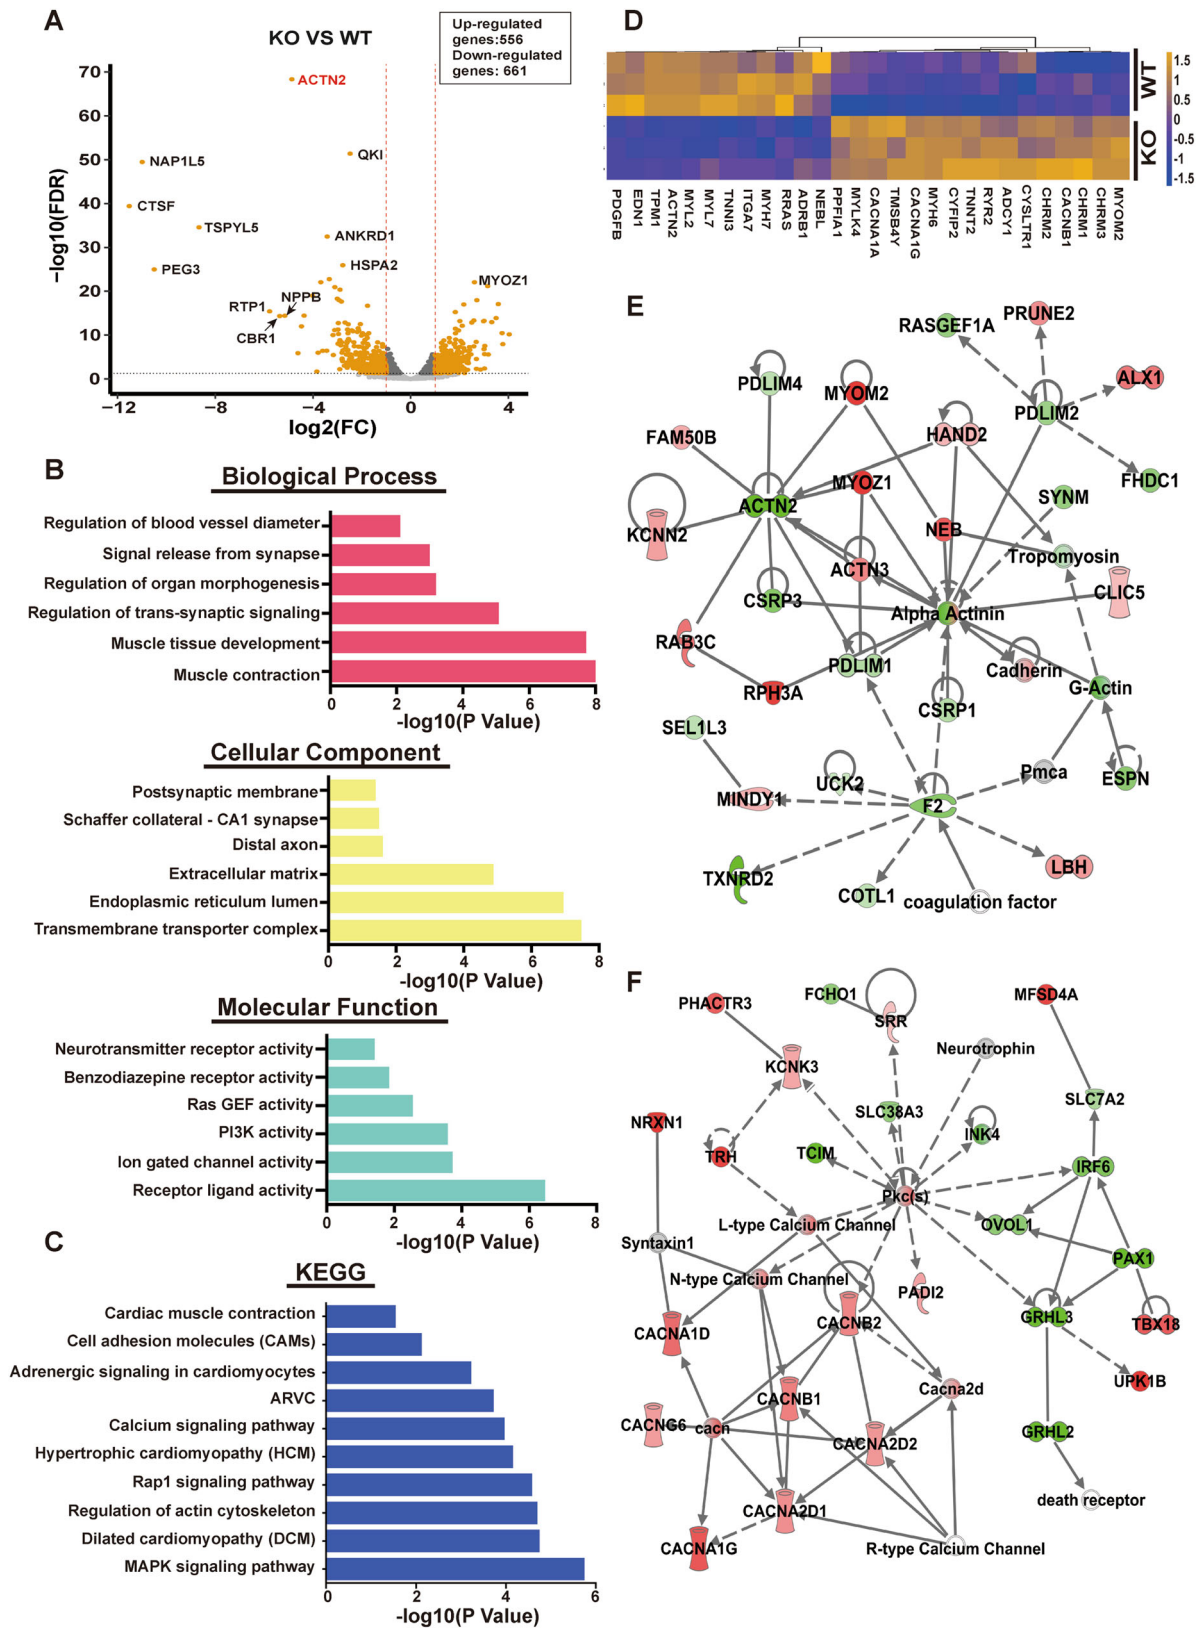 A
KO VS WT
Up-regulated
genes:556
Down-regulated
genes: 661
70
60
50
40
30
20
10
0
−log10(FDR)
ACTN2
QKI
NAP1L5
CTSF
TSPYL5
ANKRD1
PEG3
HSPA2
MYOZ1
RTP1
NPPB
CBR1
−12
−8
−4
0
4
log2(FC)
B
Biological Process
Regulation of blood vessel diameter
Signal release from synapse
Regulation of organ morphogenesis
Regulation of trans-synaptic signaling
Muscle tissue development
Muscle contraction
0 2 4 6 8
-log10(P Value)
Cellular Component
Postsynaptic membrane
Schaffer collateral - CA1 synapse
Distal axon
Extracellular matrix
Endoplasmic reticulum lumen
Transmembrane transporter complex
0 2 4 6 8
-log10(P Value)
Molecular Function
Neurotransmitter receptor activity
Benzodiazepine receptor activity
Ras GEF activity
PI3K activity
Ion gated channel activity
Receptor ligand activity
0 2 4 6 8
-log10(P Value)
C
KEGG
Cardiac muscle contraction
Cell adhesion molecules (CAMs)
Adrenergic signaling in cardiomyocytes
ARVC
Calcium signaling pathway
Hypertrophic cardiomyopathy (HCM)
Rap1 signaling pathway
Regulation of actin cytoskeleton
Dilated cardiomyopathy (DCM)
MAPK signaling pathway
0 2 4 6
-log10(P Value)
D
WT
KO
1.5
1
0.5
0
-0.5
-1
-1.5
PDGFB
EDN1
TPM1
ACTN2
MYL2
MYL7
TNNI3
ITGA7
MYH7
RRAS
ADRB1
NEBL
PPFIA1
MYLK4
CACNA1A
TMSB4Y
CACNA1G
MYH6
CYFIP2
TNNT2
RYR2
ADCY1
CYSLTR1
CHRM2
CACNB1
CHRM1
CHRM3
MYOM2
E
RASGEF1A
PRUNE2
PDLIM4
MYOM2
ALX1
PDLIM2
FAM50B
HAND2
MYOZ1
FHDC1
ACTN2
SYNM
KCNN2
NEB
Tropomyosin
ACTN3
CLIC5
CSRP3
Alpha Actinin
RAB3C
PDLIM1
Cadherin
RPH3A
G-Actin
CSRP1
SEL1L3
UCK2
Pmca
ESPN
MINDY1
F2
TXNRD2
LBH
COTL1
coagulation factor
F
PHACTR3
FCHO1
SRR
MFSD4A
Neurotrophin
KCNK3
SLC7A2
NRXN1
SLC38A3
INK4
TRH
TCIM
IRF6
Pkc(s)
L-type Calcium Channel
OVOL1
Syntaxin1
PAX1
N-type Calcium Channel
PADI2
CACNA1D
CACNB2
GRHL3
TBX18
UPK1B
CACNB1
Cacna2d
CACNG6
cacn
CACNA2D2
GRHL2
death receptor
CACNA2D1
CACNA1G
R-type Calcium Channel